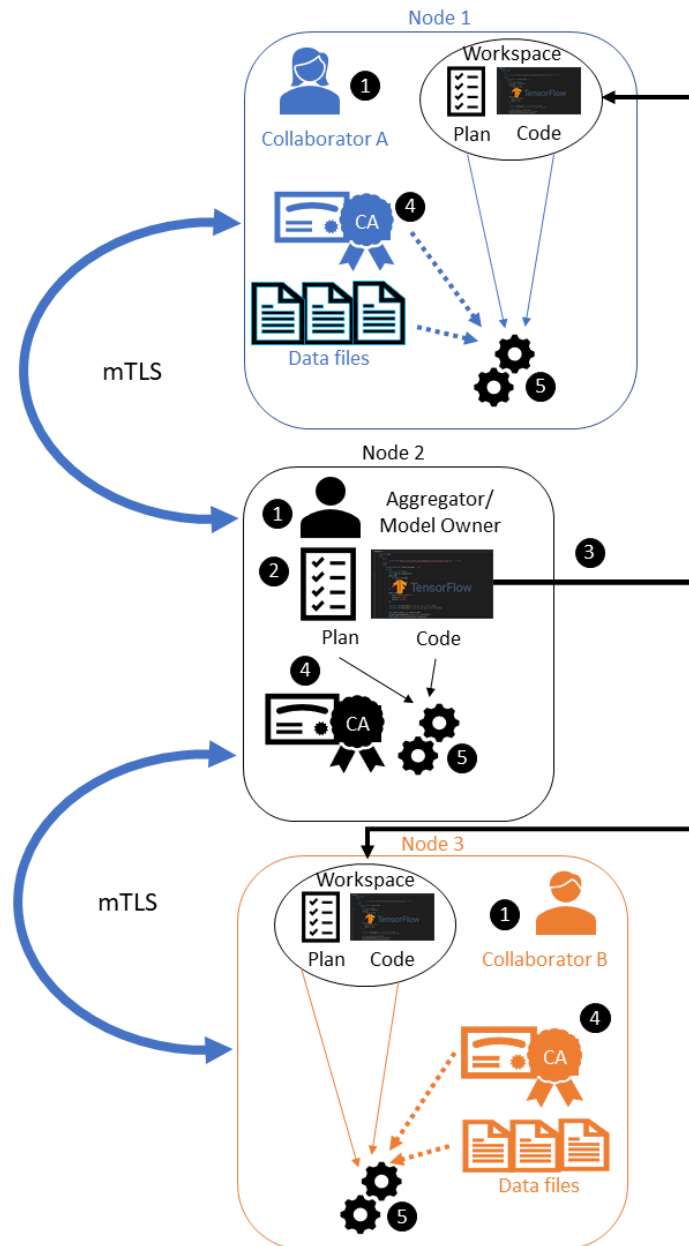 Node 1
Workspace
1
TensorFlow
Collaborator A
Plan Code
4
CA
mTLS
Data files
5
Node 2
1
Aggregator/
Model Owner
3
2
TensorFlow
Plan Code
4
CA
5
Node 3
Workspace
mTLS
1
TensorFlow
Plan Code
Collaborator B
4
CA
Data files
5